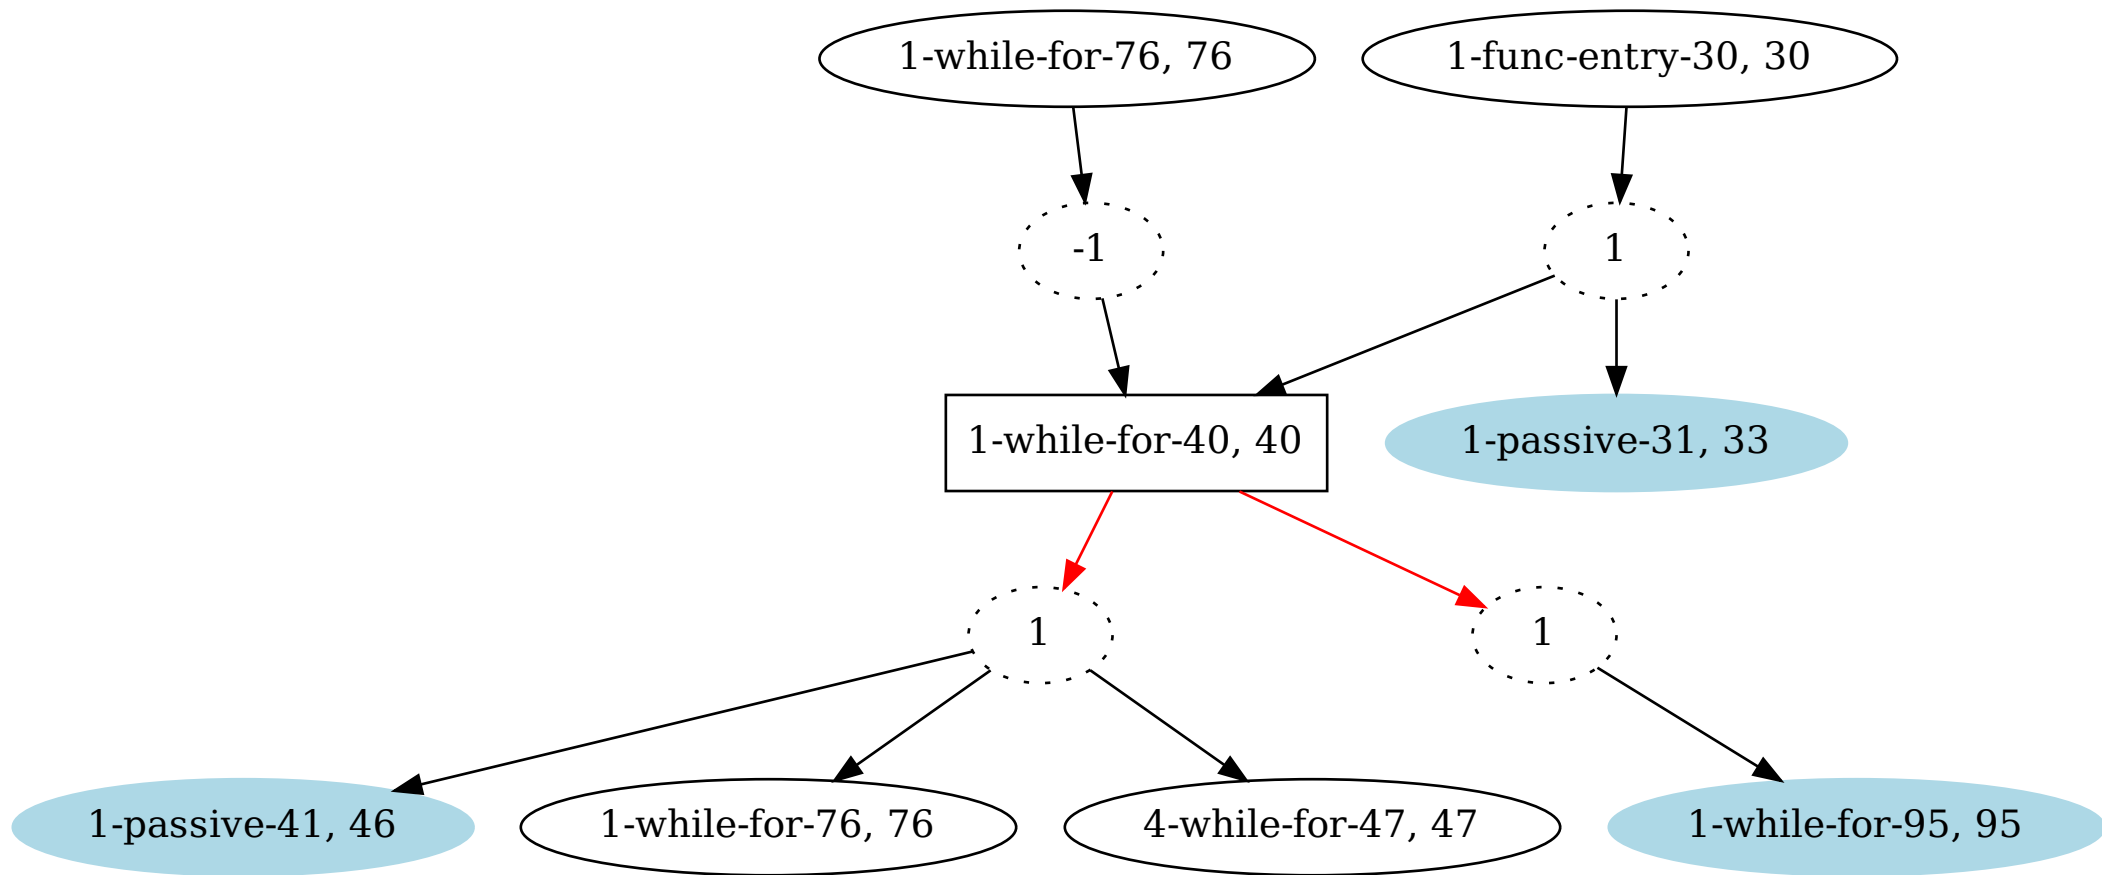 1-while-for-76, 76
1-func-entry-30, 30
-1
1
1-while-for-40, 40
1-passive-31, 33
1
1
1-passive-41, 46
1-while-for-76, 76
4-while-for-47, 47
1-while-for-95, 95